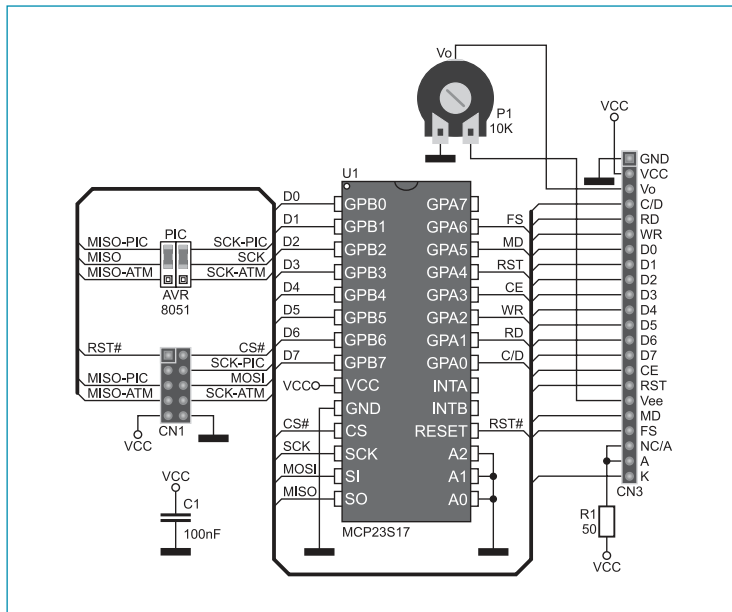 Vo
P1
10K
VCC
GND
VCC
Vo
C/D
RD
WR
D0
D1
D2
D3
D4
D5
D6
D7
CE
RST
Vee
MD
FS
NC/A
A
K
CN3
R1
50
VCC
U1
D0 GPB0 GPA7
D1 GPB1 GPA6 FS
D2 GPB2 GPA5 MD
D3 GPB3 GPA4 RST
D4 GPB4 GPA3 CE
D5 GPB5 GPA2 WR
D6 GPB6 GPA1 RD
D7 GPB7 GPA0 C/D
VCC VCC INTA
GND INTB
CS# CS RESET RST#
SCK SCK A2
MOSI SI A1
MISO SO A0
MCP23S17
PIC
MISO-PIC SCK-PIC
MISO SCK
MISO-ATM SCK-ATM
AVR
8051
RST# CS#
SCK-PIC
MISO-PIC MOSI
MISO-ATM SCK-ATM
CN1
VCC
VCC
C1
100nF